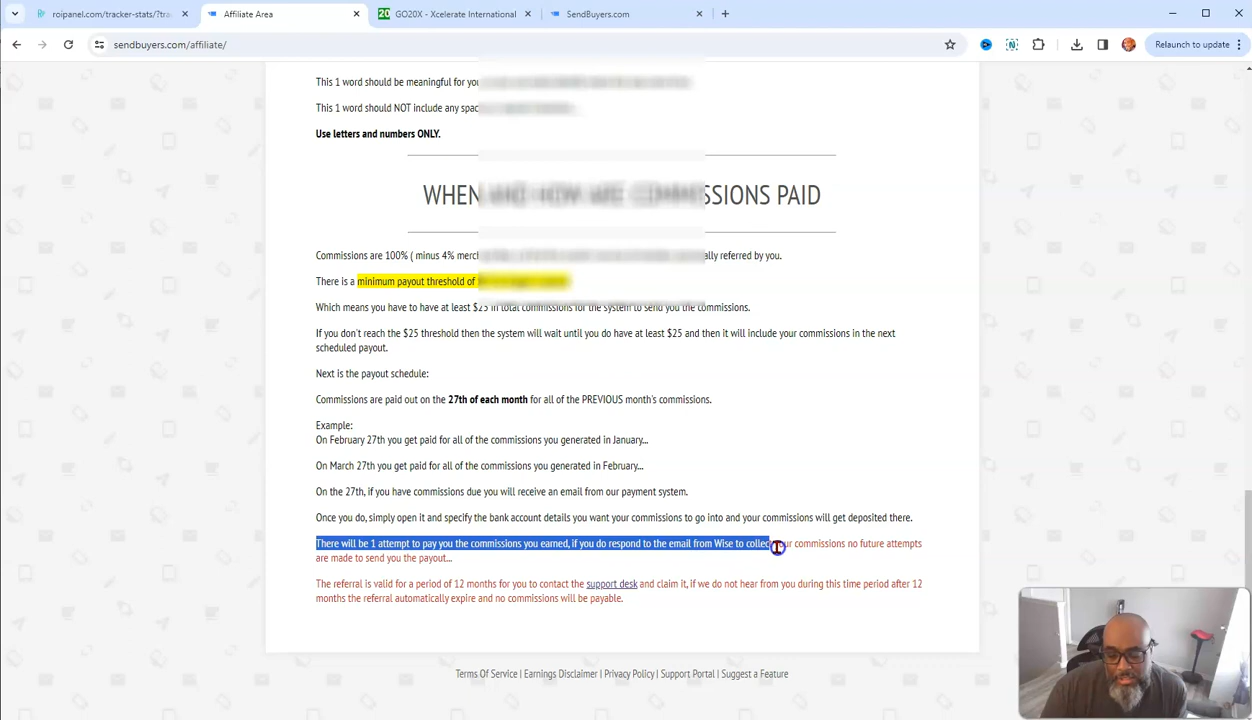 roipanel.com/tracker-stats/?tra
Affiliate Area
GO20X - Xcelerate International
SendBuyers.com
sendbuyers.com/affiliate/
Relaunch to update
This 1 word should be meaningful for you
This 1 word should NOT include any spac
Use letters and numbers ONLY.
WHEN AND HOW ARE COMMISSIONS PAID
Commissions are 100% ( minus 4% merch ally referred by you.
There is a minimum payout threshold of
Which means you have to have at least $25 in total commissions for the system to send you the commissions.
If you don't reach the $25 threshold then the system will wait until you do have at least $25 and then it will include your commissions in the next
scheduled payout.
Next is the payout schedule:
Commissions are paid out on the 27th of each month for all of the PREVIOUS month's commissions.
Example:
On February 27th you get paid for all of the commissions you generated in January...
On March 27th you get paid for all of the commissions you generated in February...
On the 27th, if you have commissions due you will receive an email from our payment system.
Once you do, simply open it and specify the bank account details you want your commissions to go into and your commissions will get deposited there.
There will be 1 attempt to pay you the commissions you earned, if you do respond to the email from Wise to collect your commissions no future attempts
are made to send you the payout...
The referral is valid for a period of 12 months for you to contact the support desk and claim it, if we do not hear from you during this time period after 12
months the referral automatically expire and no commissions will be payable.
Terms Of Service | Earnings Disclaimer | Privacy Policy | Support Portal | Suggest a Feature